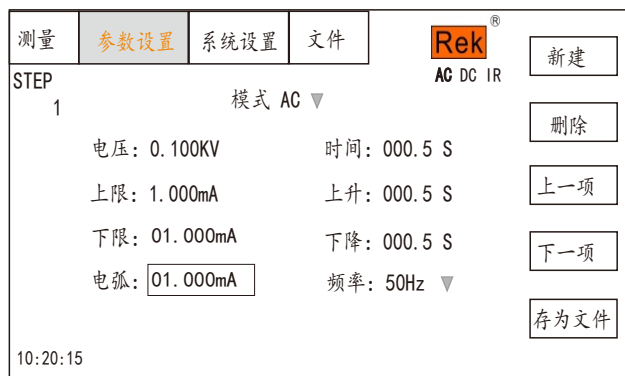 测量 参数设置 系统设置 文件 Rek® 新建
STEP AC DC IR
1 模式 AC ▼ 删除
电压: 0.100KV 时间: 000.5 S
上限: 1.000mA 上升: 000.5 S 上一项
下限: 01.000mA 下降: 000.5 S 下一项
电弧: 01.000mA 频率: 50Hz ▼
存为文件
10:20:15